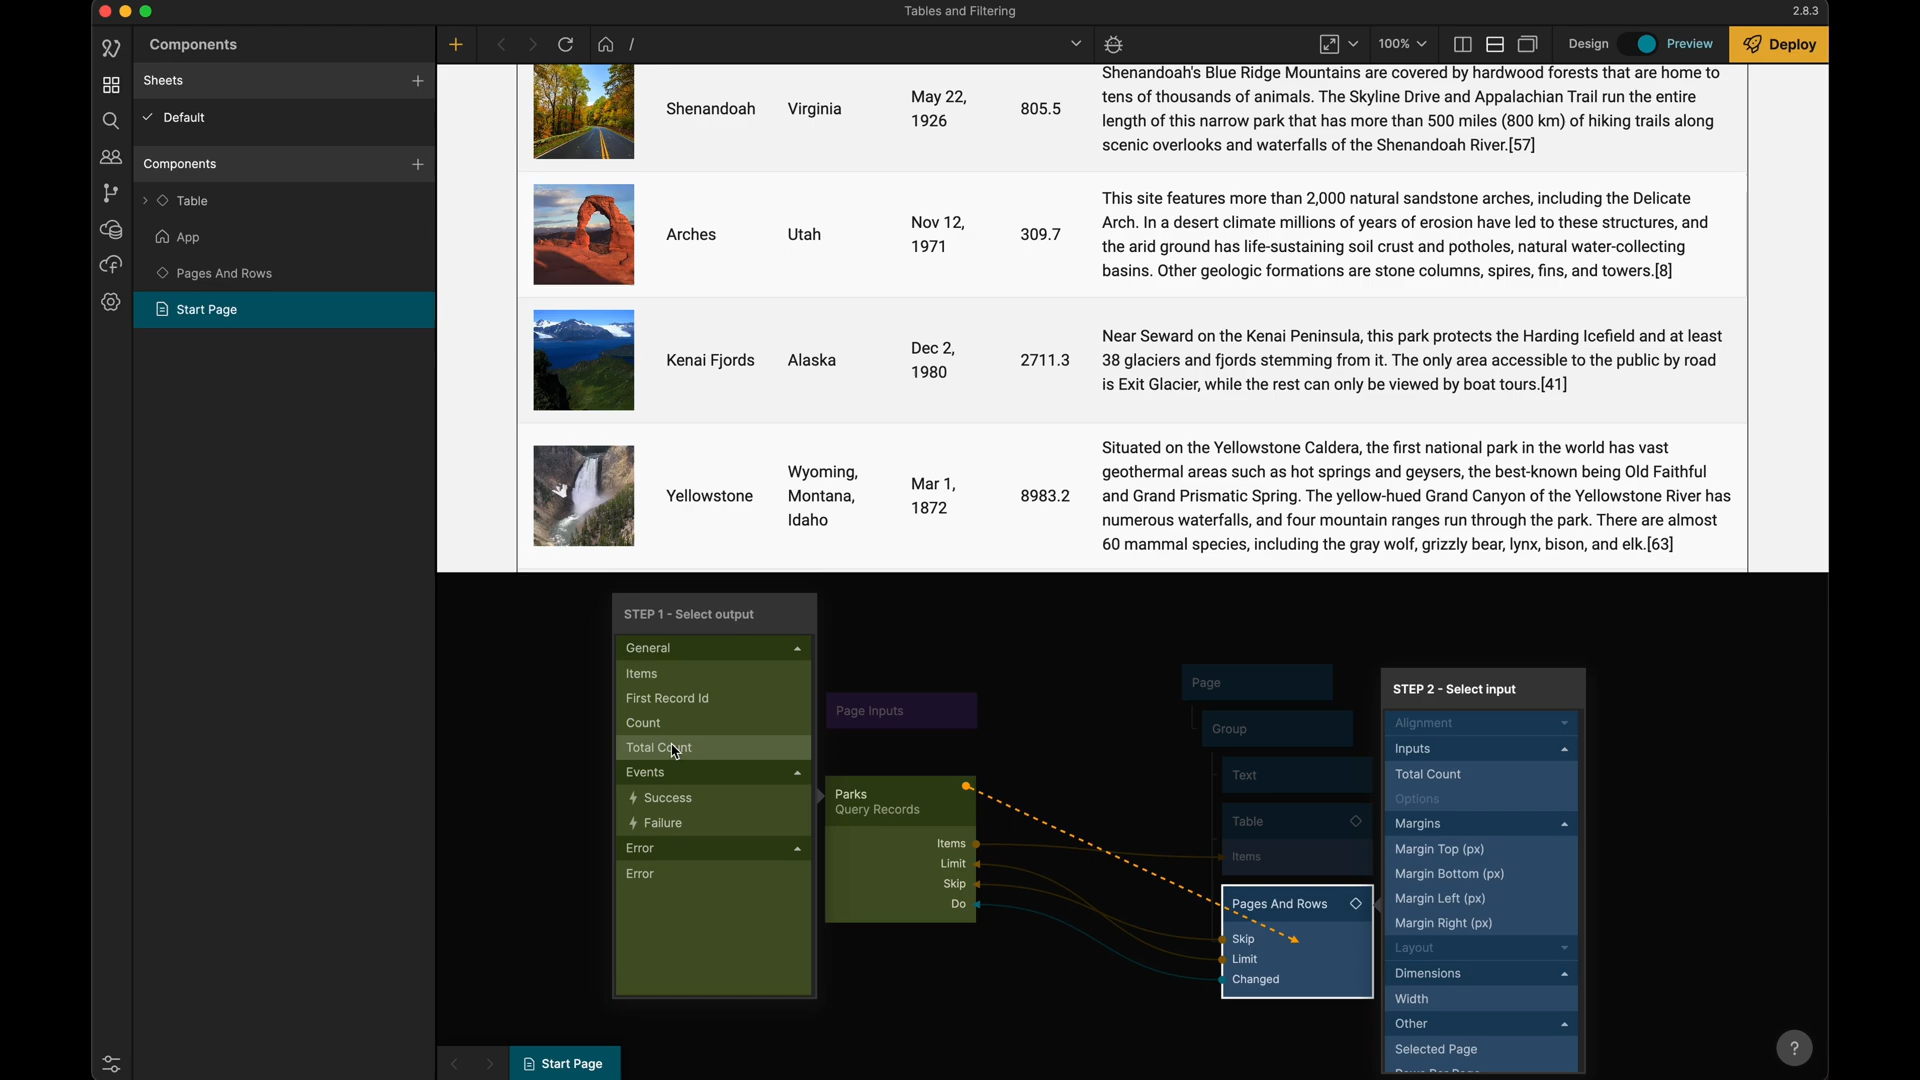 Tables and Filtering
2.8.3
Components
/
100%
Design
Preview
Deploy
Sheets
Default
Components
Table
App
Pages And Rows
Start Page
Shenandoah
Virginia
May 22,
1926
805.5
Shenandoah's Blue Ridge Mountains are covered by hardwood forests that are home to
tens of thousands of animals. The Skyline Drive and Appalachian Trail run the entire
length of this narrow park that has more than 500 miles (800 km) of hiking trails along
scenic overlooks and waterfalls of the Shenandoah River.[57]
Arches
Utah
Nov 12,
1971
309.7
This site features more than 2,000 natural sandstone arches, including the Delicate
Arch. In a desert climate millions of years of erosion have led to these structures, and
the arid ground has life-sustaining soil crust and potholes, natural water-collecting
basins. Other geologic formations are stone columns, spires, fins, and towers.[8]
Kenai Fjords
Alaska
Dec 2,
1980
2711.3
Near Seward on the Kenai Peninsula, this park protects the Harding Icefield and at least
38 glaciers and fjords stemming from it. The only area accessible to the public by road
is Exit Glacier, while the rest can only be viewed by boat tours.[41]
Yellowstone
Wyoming,
Montana,
Idaho
Mar 1,
1872
8983.2
Situated on the Yellowstone Caldera, the first national park in the world has vast
geothermal areas such as hot springs and geysers, the best-known being Old Faithful
and Grand Prismatic Spring. The yellow-hued Grand Canyon of the Yellowstone River has
numerous waterfalls, and four mountain ranges run through the park. There are almost
60 mammal species, including the gray wolf, grizzly bear, lynx, bison, and elk.[63]
STEP 1 - Select output
General
Items
First Record Id
Count
Total Count
Events
Success
Failure
Error
Error
Page Inputs
Parks
Query Records
Items
Limit
Skip
Do
Page
Group
Text
Table
Items
Pages And Rows
Skip
Limit
Changed
STEP 2 - Select input
Alignment
Inputs
Total Count
Options
Margins
Margin Top (px)
Margin Bottom (px)
Margin Left (px)
Margin Right (px)
Layout
Dimensions
Width
Other
Selected Page
Start Page
?